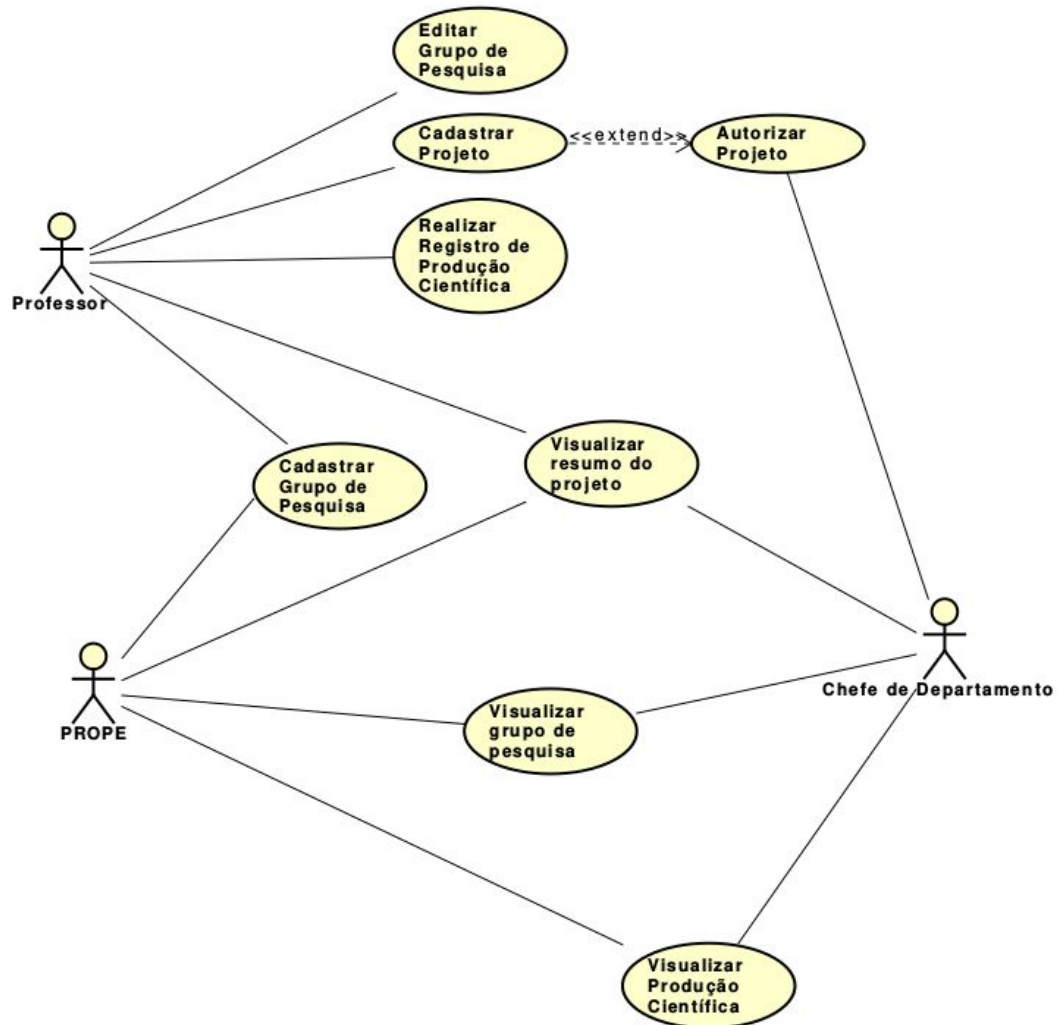 Editar
Grupo de
Pesquisa
Cadastrar
Projeto
<<extend>>
Autorizar
Projeto
Realizar
Registro de
Produção
Científica
Professor
Cadastrar
Grupo de
Pesquisa
Visualizar
resumo do
projeto
PROPE
Chefe de Departamento
Visualizar
grupo de
pesquisa
Visualizar
Produção
Científica